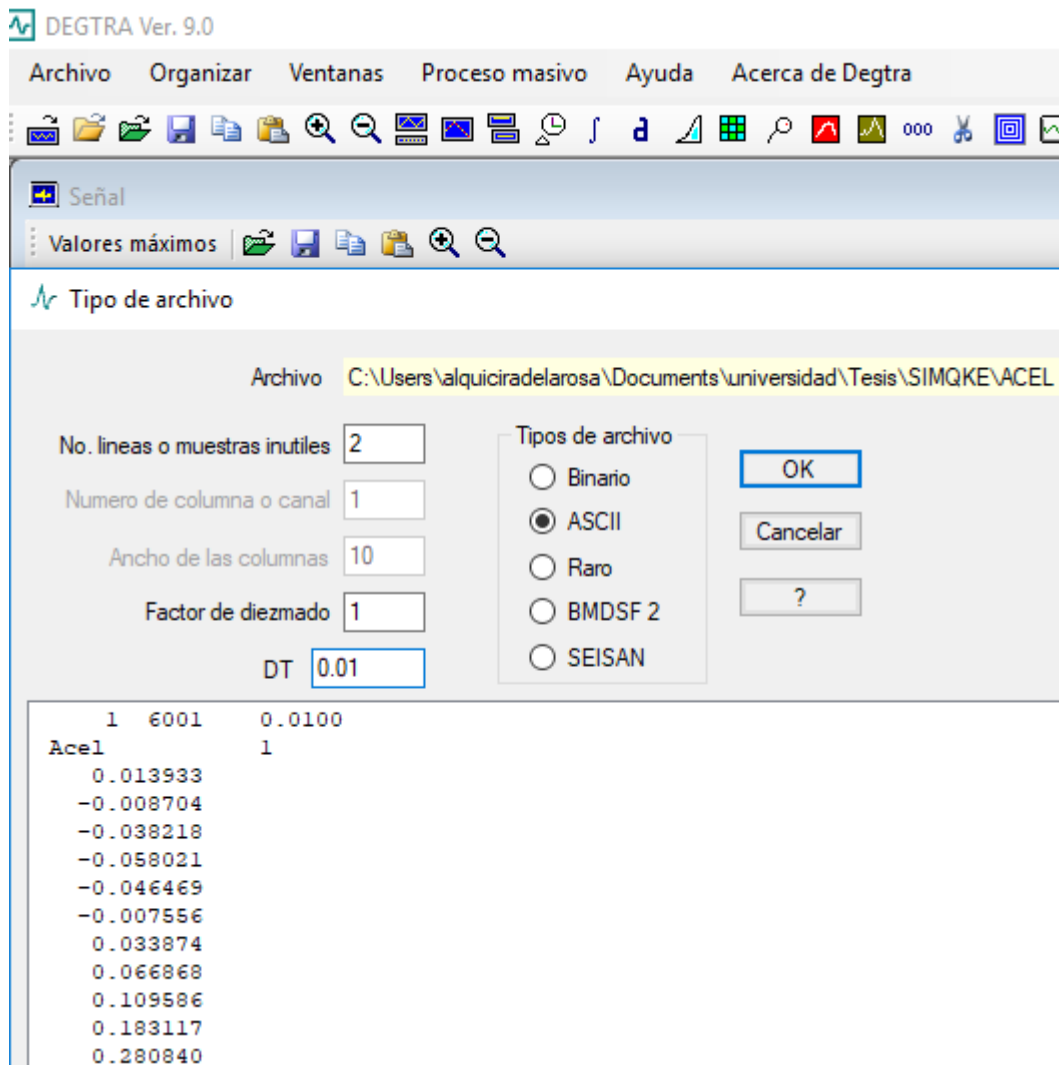 DEGTRA Ver. 9.0
Archivo Organizar Ventanas Proceso masivo Ayuda Acerca de Degtra
∫ a 000
Señal
Valores máximos
Tipo de archivo
Archivo C:\Users\alquiciradelarosa\Documents\universidad\Tesis\SIMQKE\ACEL
No. lineas o muestras inutiles 2
Numero de columna o canal 1
Ancho de las columnas 10
Factor de diezmado 1
DT 0.01
Tipos de archivo
Binario
ASCII
Raro
BMDSF 2
SEISAN
OK
Cancelar
?
1 6001 0.0100
Acel 1
0.013933
-0.008704
-0.038218
-0.058021
-0.046469
-0.007556
0.033874
0.066868
0.109586
0.183117
0.280840